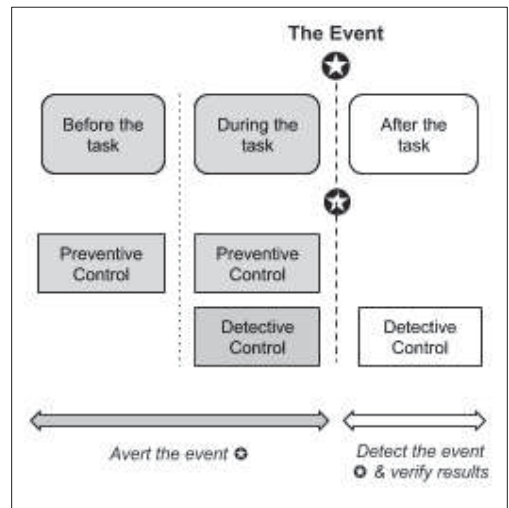 The Event
Before the
task
During the
task
After the
task
Preventive
Control
Preventive
Control
Detective
Control
Detective
Control
Avert the event ✪
Detect the event
✪ & verify results